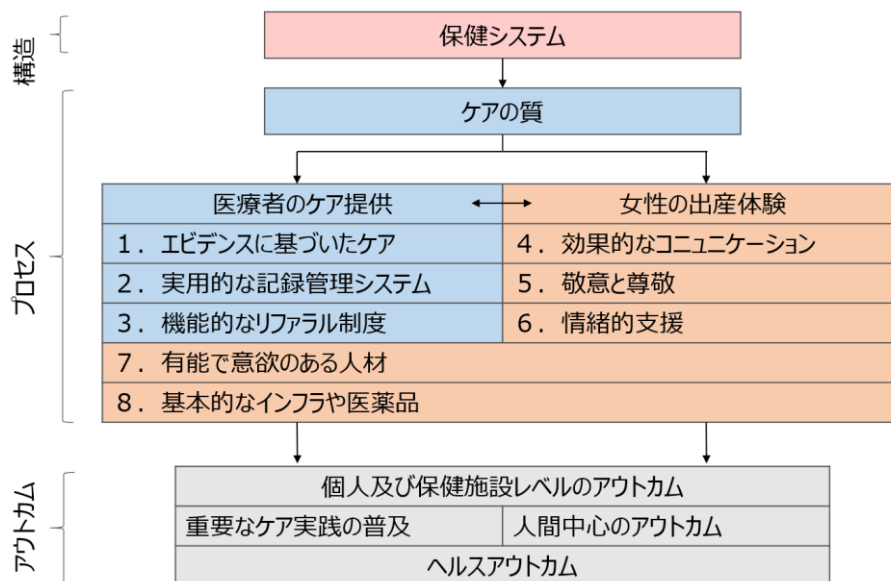 構造
保健システム
プロセス
ケアの質
医療者のケア提供
女性の出産体験
1．エビデンスに基づいたケア
4．効果的なコニュニケーション
2．実用的な記録管理システム
5．敬意と尊敬
3．機能的なリファラル制度
6．情緒的支援
7．有能で意欲のある人材
8．基本的なインフラや医薬品
アウトカム
個人及び保健施設レベルのアウトカム
重要なケア実践の普及
人間中心のアウトカム
ヘルスアウトカム